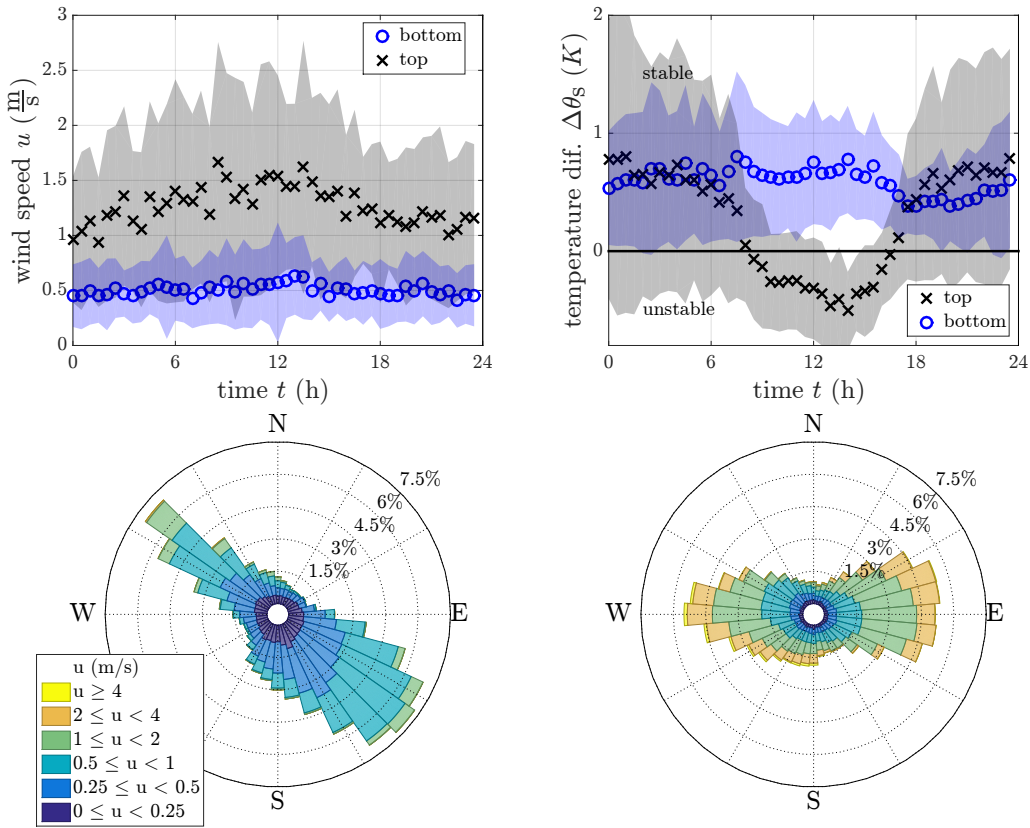 wind speed u (m/s)
3
2.5
2
1.5
1
0.5
0
bottom
top
0
6
12
18
24
time t (h)
temperature dif. Δθs (K)
2
1
0
stable
unstable
top
bottom
0
6
12
18
24
time t (h)
N
7.5%
6%
4.5%
3%
1.5%
W
E
S
u (m/s)
u ≥ 4
2 ≤ u < 4
1 ≤ u < 2
0.5 ≤ u < 1
0.25 ≤ u < 0.5
0 ≤ u < 0.25
N
7.5%
6%
4.5%
3%
1.5%
W
E
S